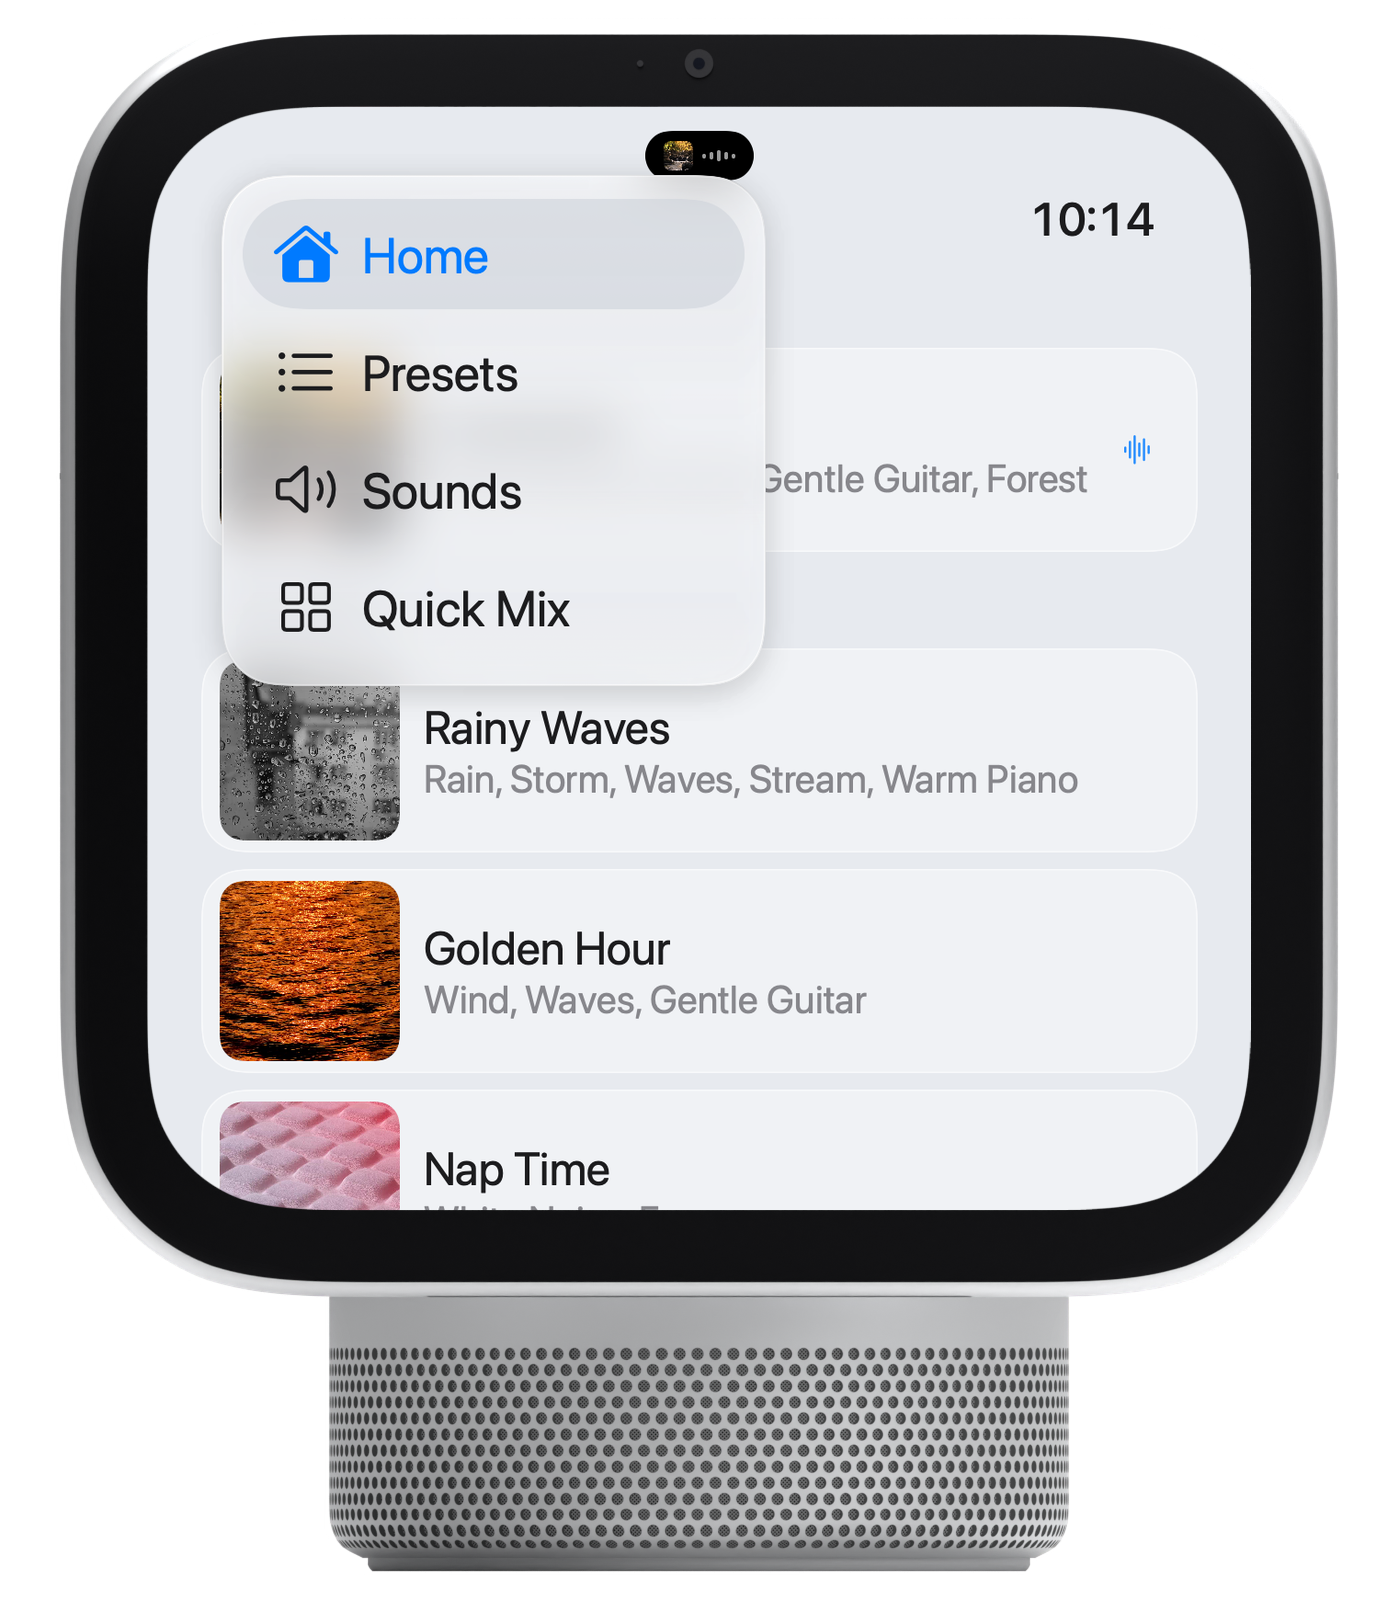 10:14
Home
Presets
Sounds
Quick Mix
Gentle Guitar, Forest
Rainy Waves
Rain, Storm, Waves, Stream, Warm Piano
Golden Hour
Wind, Waves, Gentle Guitar
Nap Time